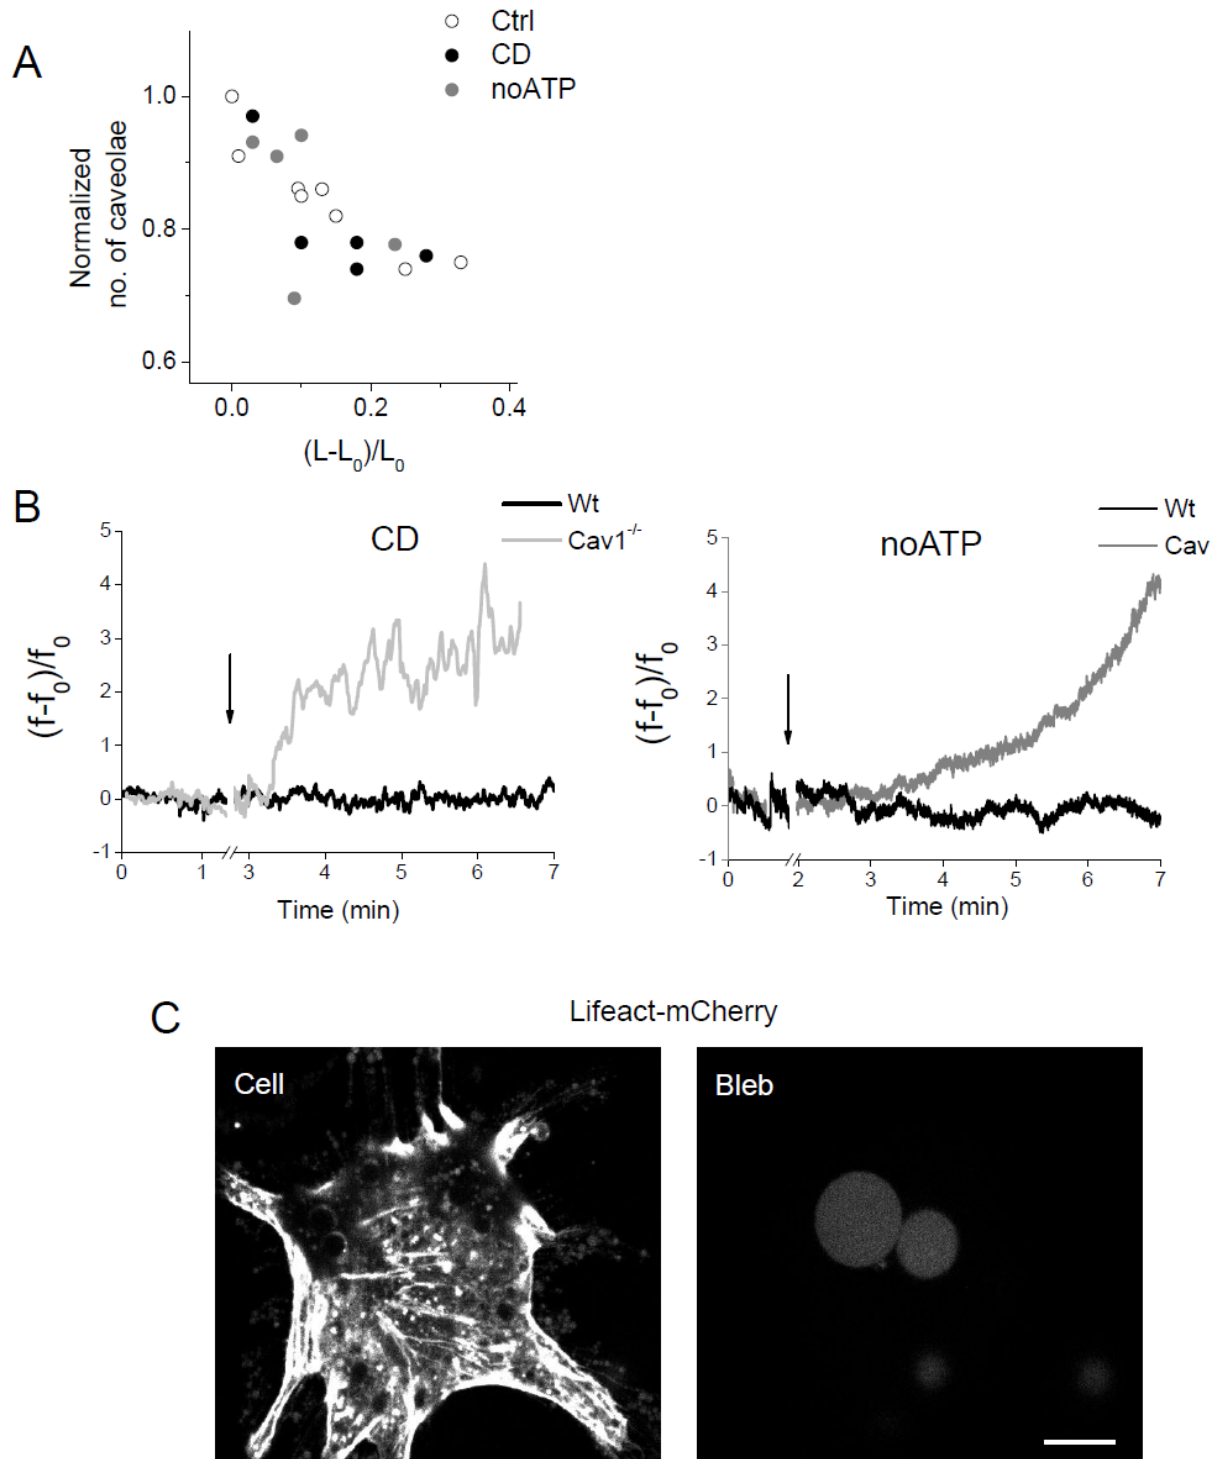 A
Ctrl
CD
noATP
Normalized
no. of caveolae
1.0
0.8
0.6
0.0 0.2 0.4
(L-L0)/L0
B
Wt
Cav1-/-
CD
(f-f0)/f0
5
4
3
2
1
0
-1
0 1 3 4 5 6 7
Time (min)
Wt
Cav
noATP
(f-f0)/f0
5
4
3
2
1
0
-1
0 2 3 4 5 6 7
Time (min)
C
Lifeact-mCherry
Cell
Bleb